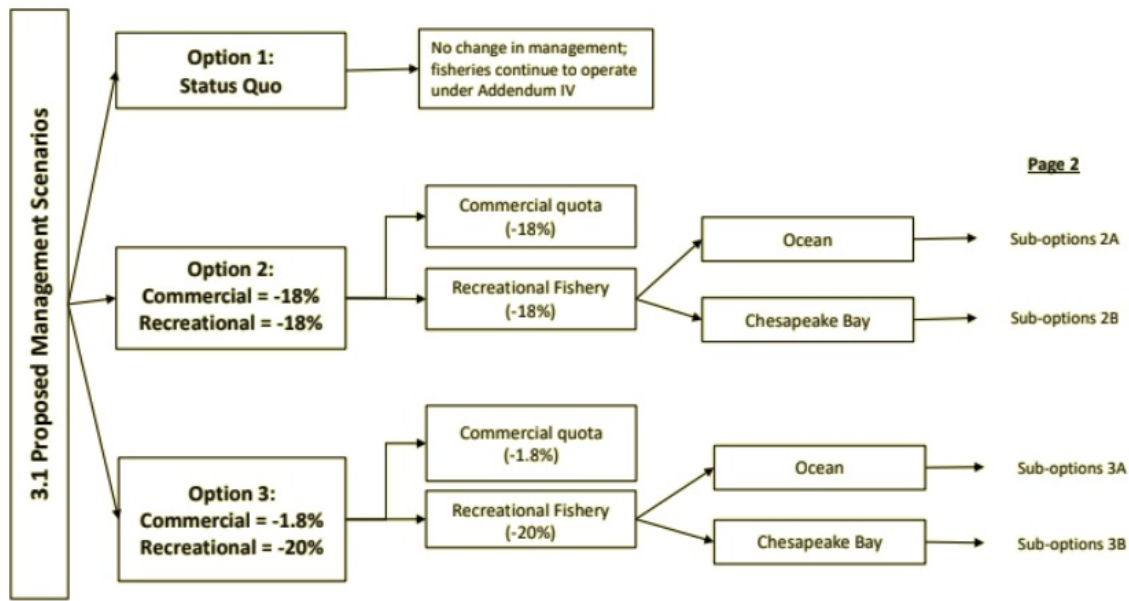 3.1 Proposed Management Scenarios
Option 1:
Status Quo
No change in management;
fisheries continue to operate
under Addendum IV
Page 2
Option 2:
Commercial = -18%
Recreational = -18%
Commercial quota
(-18%)
Recreational Fishery
(-18%)
Ocean
Sub-options 2A
Chesapeake Bay
Sub-options 2B
Option 3:
Commercial = -1.8%
Recreational = -20%
Commercial quota
(-1.8%)
Recreational Fishery
(-20%)
Ocean
Sub-options 3A
Chesapeake Bay
Sub-options 3B